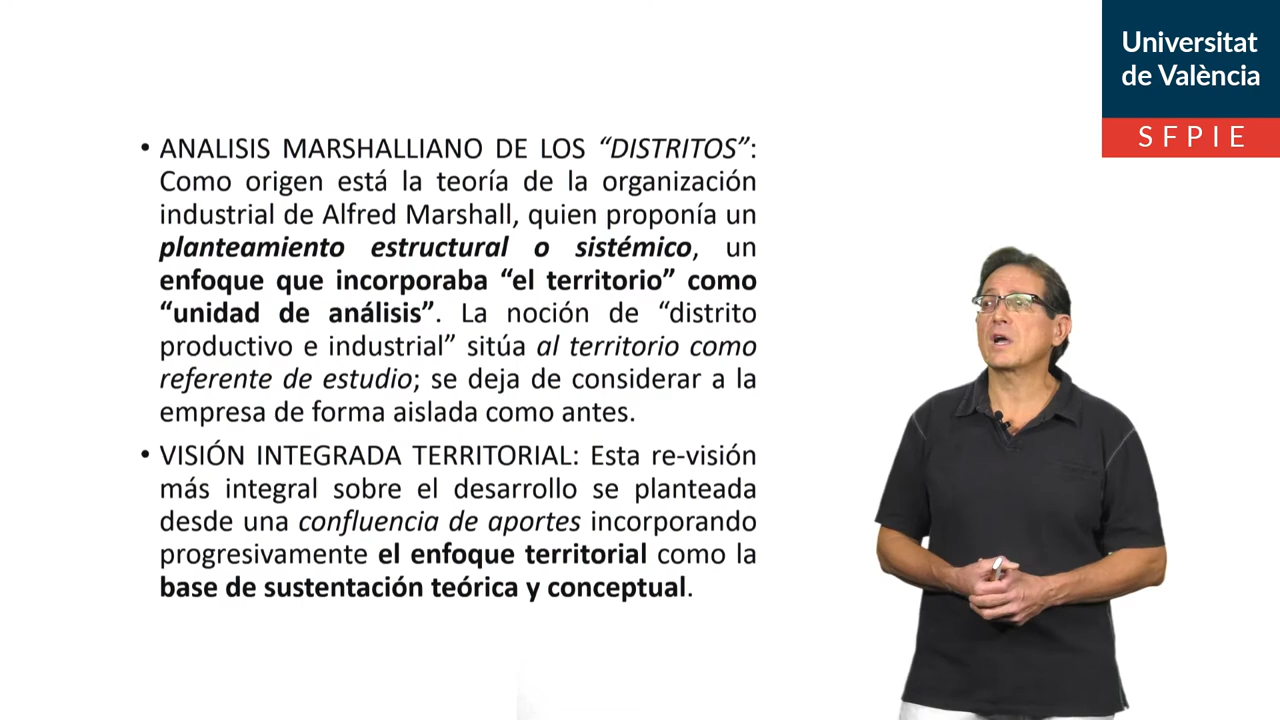 Universitat
de València
SFPIE
• ANALISIS MARSHALLIANO DE LOS “DISTRITOS”:
Como origen está la teoría de la organización
industrial de Alfred Marshall, quien proponía un
planteamiento estructural o sistémico, un
enfoque que incorporaba “el territorio” como
“unidad de análisis”. La noción de “distrito
productivo e industrial” sitúa al territorio como
referente de estudio; se deja de considerar a la
empresa de forma aislada como antes.
• VISIÓN INTEGRADA TERRITORIAL: Esta re-visión
más integral sobre el desarrollo se planteada
desde una confluencia de aportes incorporando
progresivamente el enfoque territorial como la
base de sustentación teórica y conceptual.